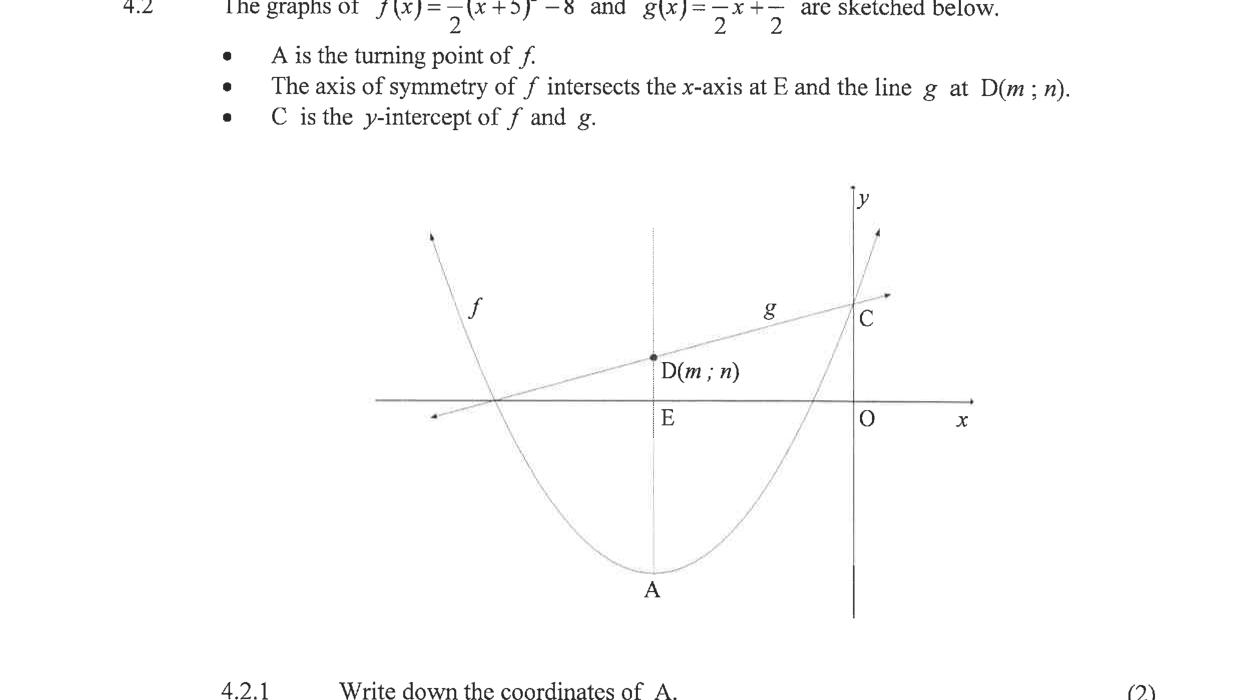 4.2 The graphs of f(x) = –/2 (x + 5) – 8 and g(x) = –/2 x + –/2 are sketched below.
• A is the turning point of f.
• The axis of symmetry of f intersects the x-axis at E and the line g at D(m ; n).
• C is the y-intercept of f and g.
y
f
g
C
D(m ; n)
E
O
x
A
4.2.1 Write down the coordinates of A. (2)